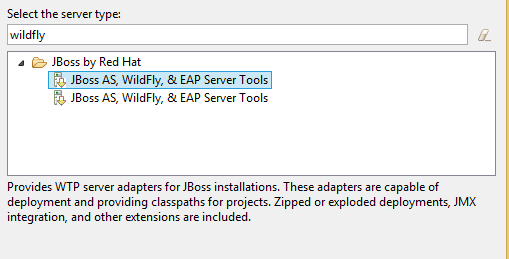 Select the server type:
wildfly
JBoss by Red Hat
JBoss AS, WildFly, & EAP Server Tools
JBoss AS, WildFly, & EAP Server Tools
Provides WTP server adapters for JBoss installations. These adapters are capable of
deployment and providing classpaths for projects. Zipped or exploded deployments, JMX
integration, and other extensions are included.